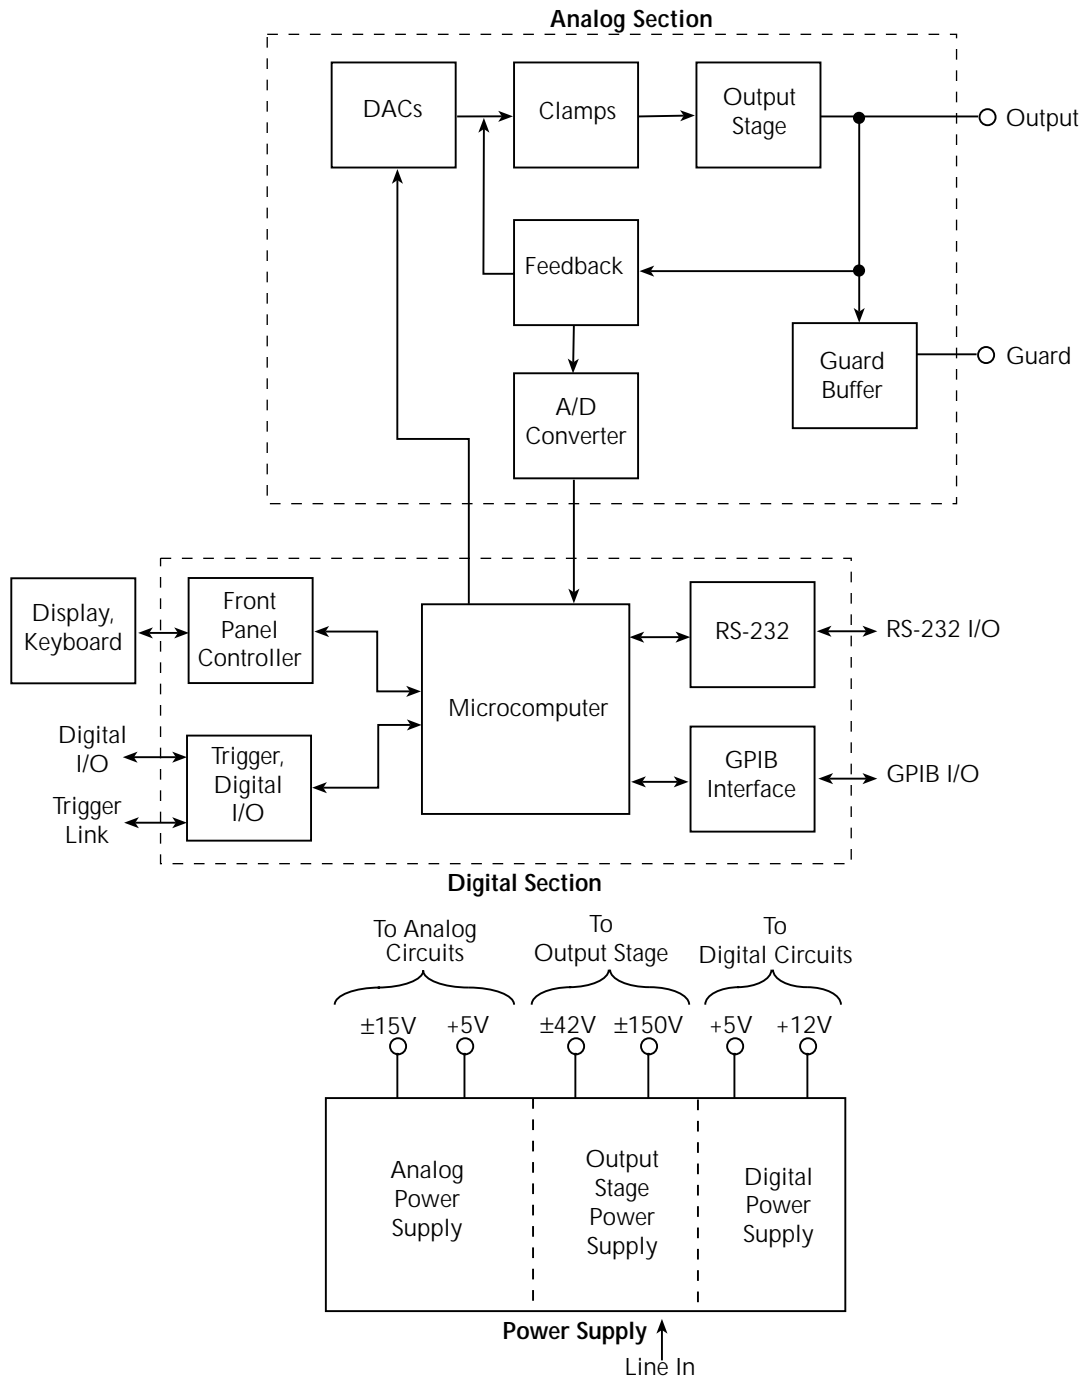 Analog Section
DACs
Clamps
Output
Stage
Output
Feedback
Guard
Buffer
Guard
A/D
Converter
Display,
Keyboard
Front
Panel
Controller
Microcomputer
RS-232
RS-232 I/O
Digital
I/O
Trigger
Link
Trigger,
Digital
I/O
GPIB
Interface
GPIB I/O
Digital Section
To Analog
Circuits
To
Output Stage
To
Digital Circuits
±15V
+5V
±42V
±150V
+5V
+12V
Analog
Power
Supply
Output
Stage
Power
Supply
Digital
Power
Supply
Power Supply
Line In